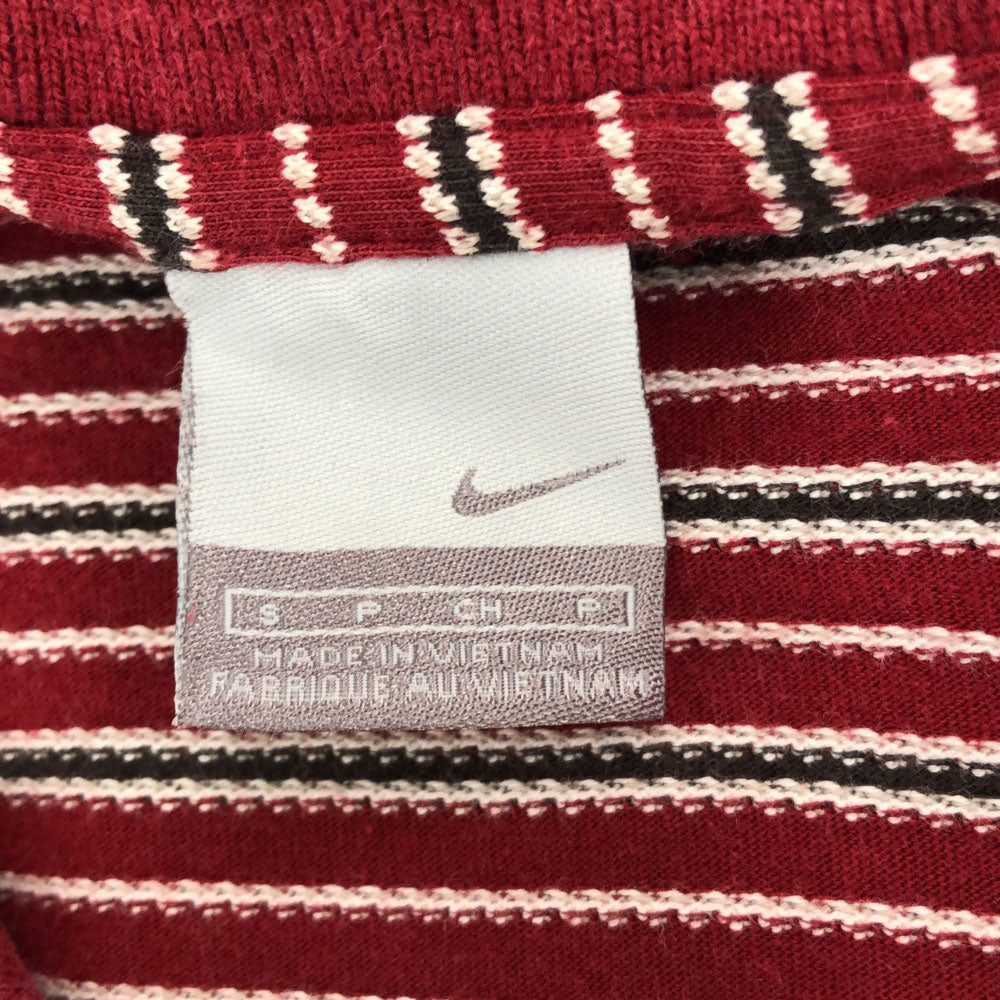 S P CH P
MADE IN VIETNAM
FABRIQUE AU VIETNAM